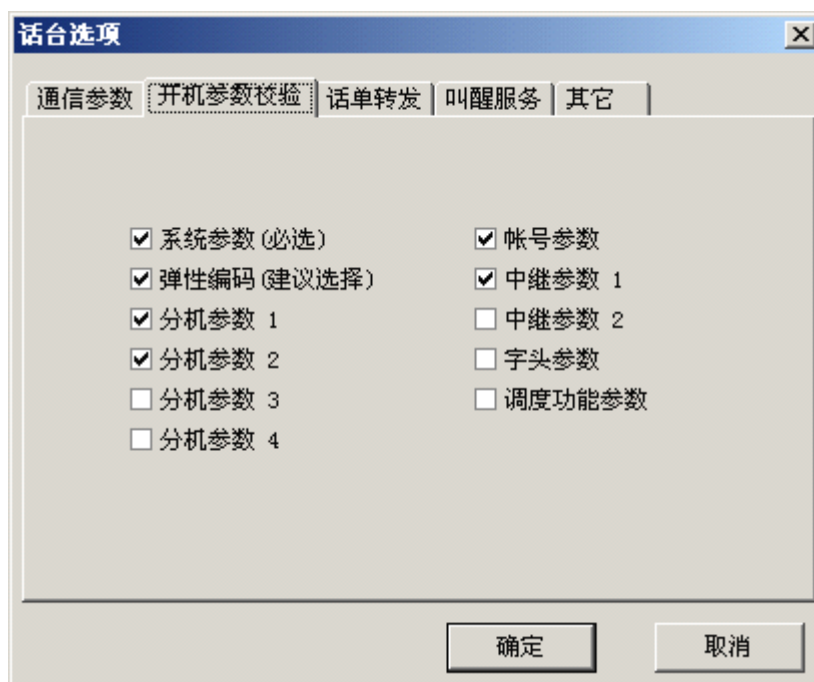 话台选项
通信参数 开机参数校验 话单转发 叫醒服务 其它
系统参数(必选) 帐号参数
弹性编码(建议选择) 中继参数 1
分机参数 1 中继参数 2
分机参数 2 字头参数
分机参数 3 调度功能参数
分机参数 4
确定 取消